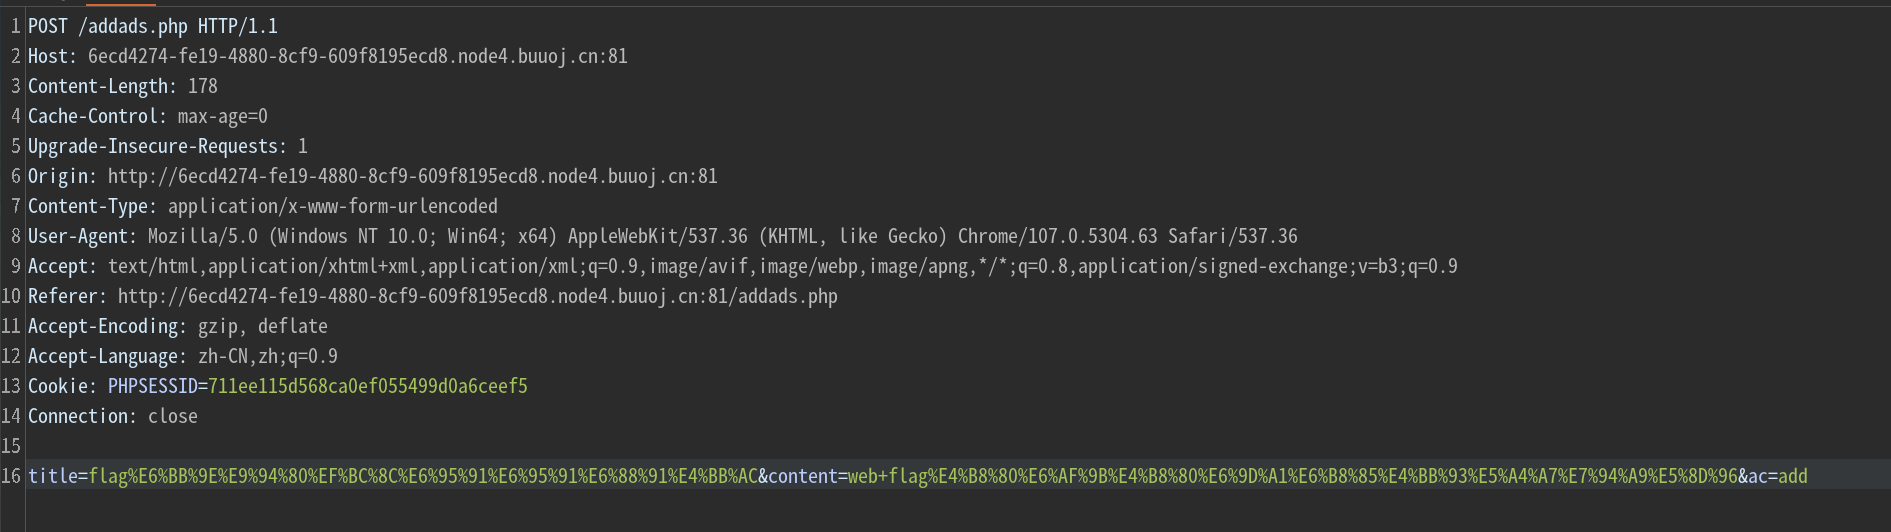 1 POST /addads.php HTTP/1.1
2 Host: 6ecd4274-fe19-4880-8cf9-609f8195ecd8.node4.buuoj.cn:81
3 Content-Length: 178
4 Cache-Control: max-age=0
5 Upgrade-Insecure-Requests: 1
6 Origin: http://6ecd4274-fe19-4880-8cf9-609f8195ecd8.node4.buuoj.cn:81
7 Content-Type: application/x-www-form-urlencoded
8 User-Agent: Mozilla/5.0 (Windows NT 10.0; Win64; x64) AppleWebKit/537.36 (KHTML, like Gecko) Chrome/107.0.5304.63 Safari/537.36
9 Accept: text/html,application/xhtml+xml,application/xml;q=0.9,image/avif,image/webp,image/apng,*/*;q=0.8,application/signed-exchange;v=b3;q=0.9
10 Referer: http://6ecd4274-fe19-4880-8cf9-609f8195ecd8.node4.buuoj.cn:81/addads.php
11 Accept-Encoding: gzip, deflate
12 Accept-Language: zh-CN,zh;q=0.9
13 Cookie: PHPSESSID=711ee115d568ca0ef055499d0a6ceef5
14 Connection: close
15
16 title=flag%E6%BB%9E%E9%94%80%EF%BC%8C%E6%95%91%E6%95%91%E6%88%91%E4%BB%AC&content=web+flag%E4%B8%80%E6%AF%9B%E4%B8%80%E6%9D%A1%E6%B8%85%E4%BB%93%E5%A4%A7%E7%94%A9%E5%8D%96&ac=add